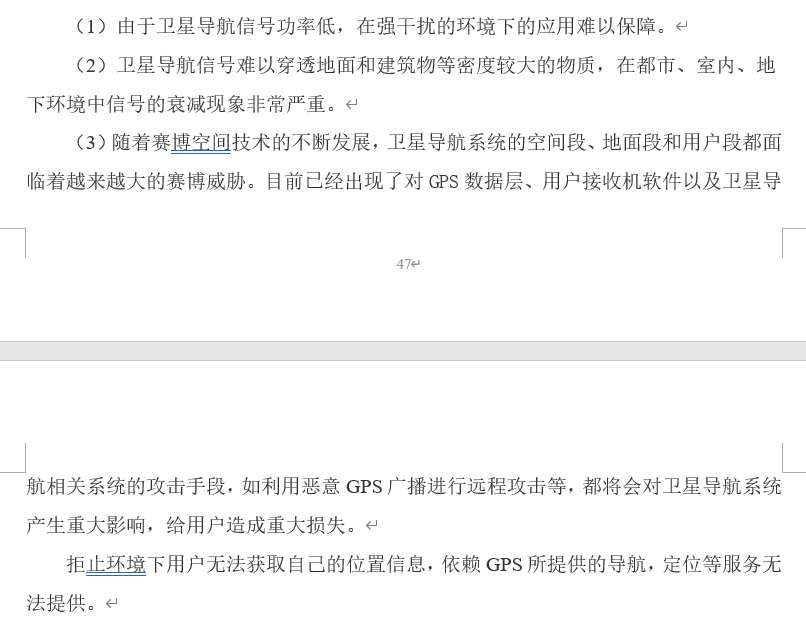 （1）由于卫星导航信号功率低，在强干扰的环境下的应用难以保障。
（2）卫星导航信号难以穿透地面和建筑物等密度较大的物质，在都市、室内、地
下环境中信号的衰减现象非常严重。
（3）随着赛博空间技术的不断发展，卫星导航系统的空间段、地面段和用户段都面
临着越来越大的赛博威胁。目前已经出现了对 GPS 数据层、用户接收机软件以及卫星导
47
航相关系统的攻击手段，如利用恶意 GPS 广播进行远程攻击等，都将会对卫星导航系统
产生重大影响，给用户造成重大损失。
拒止环境下用户无法获取自己的位置信息，依赖 GPS 所提供的导航，定位等服务无
法提供。